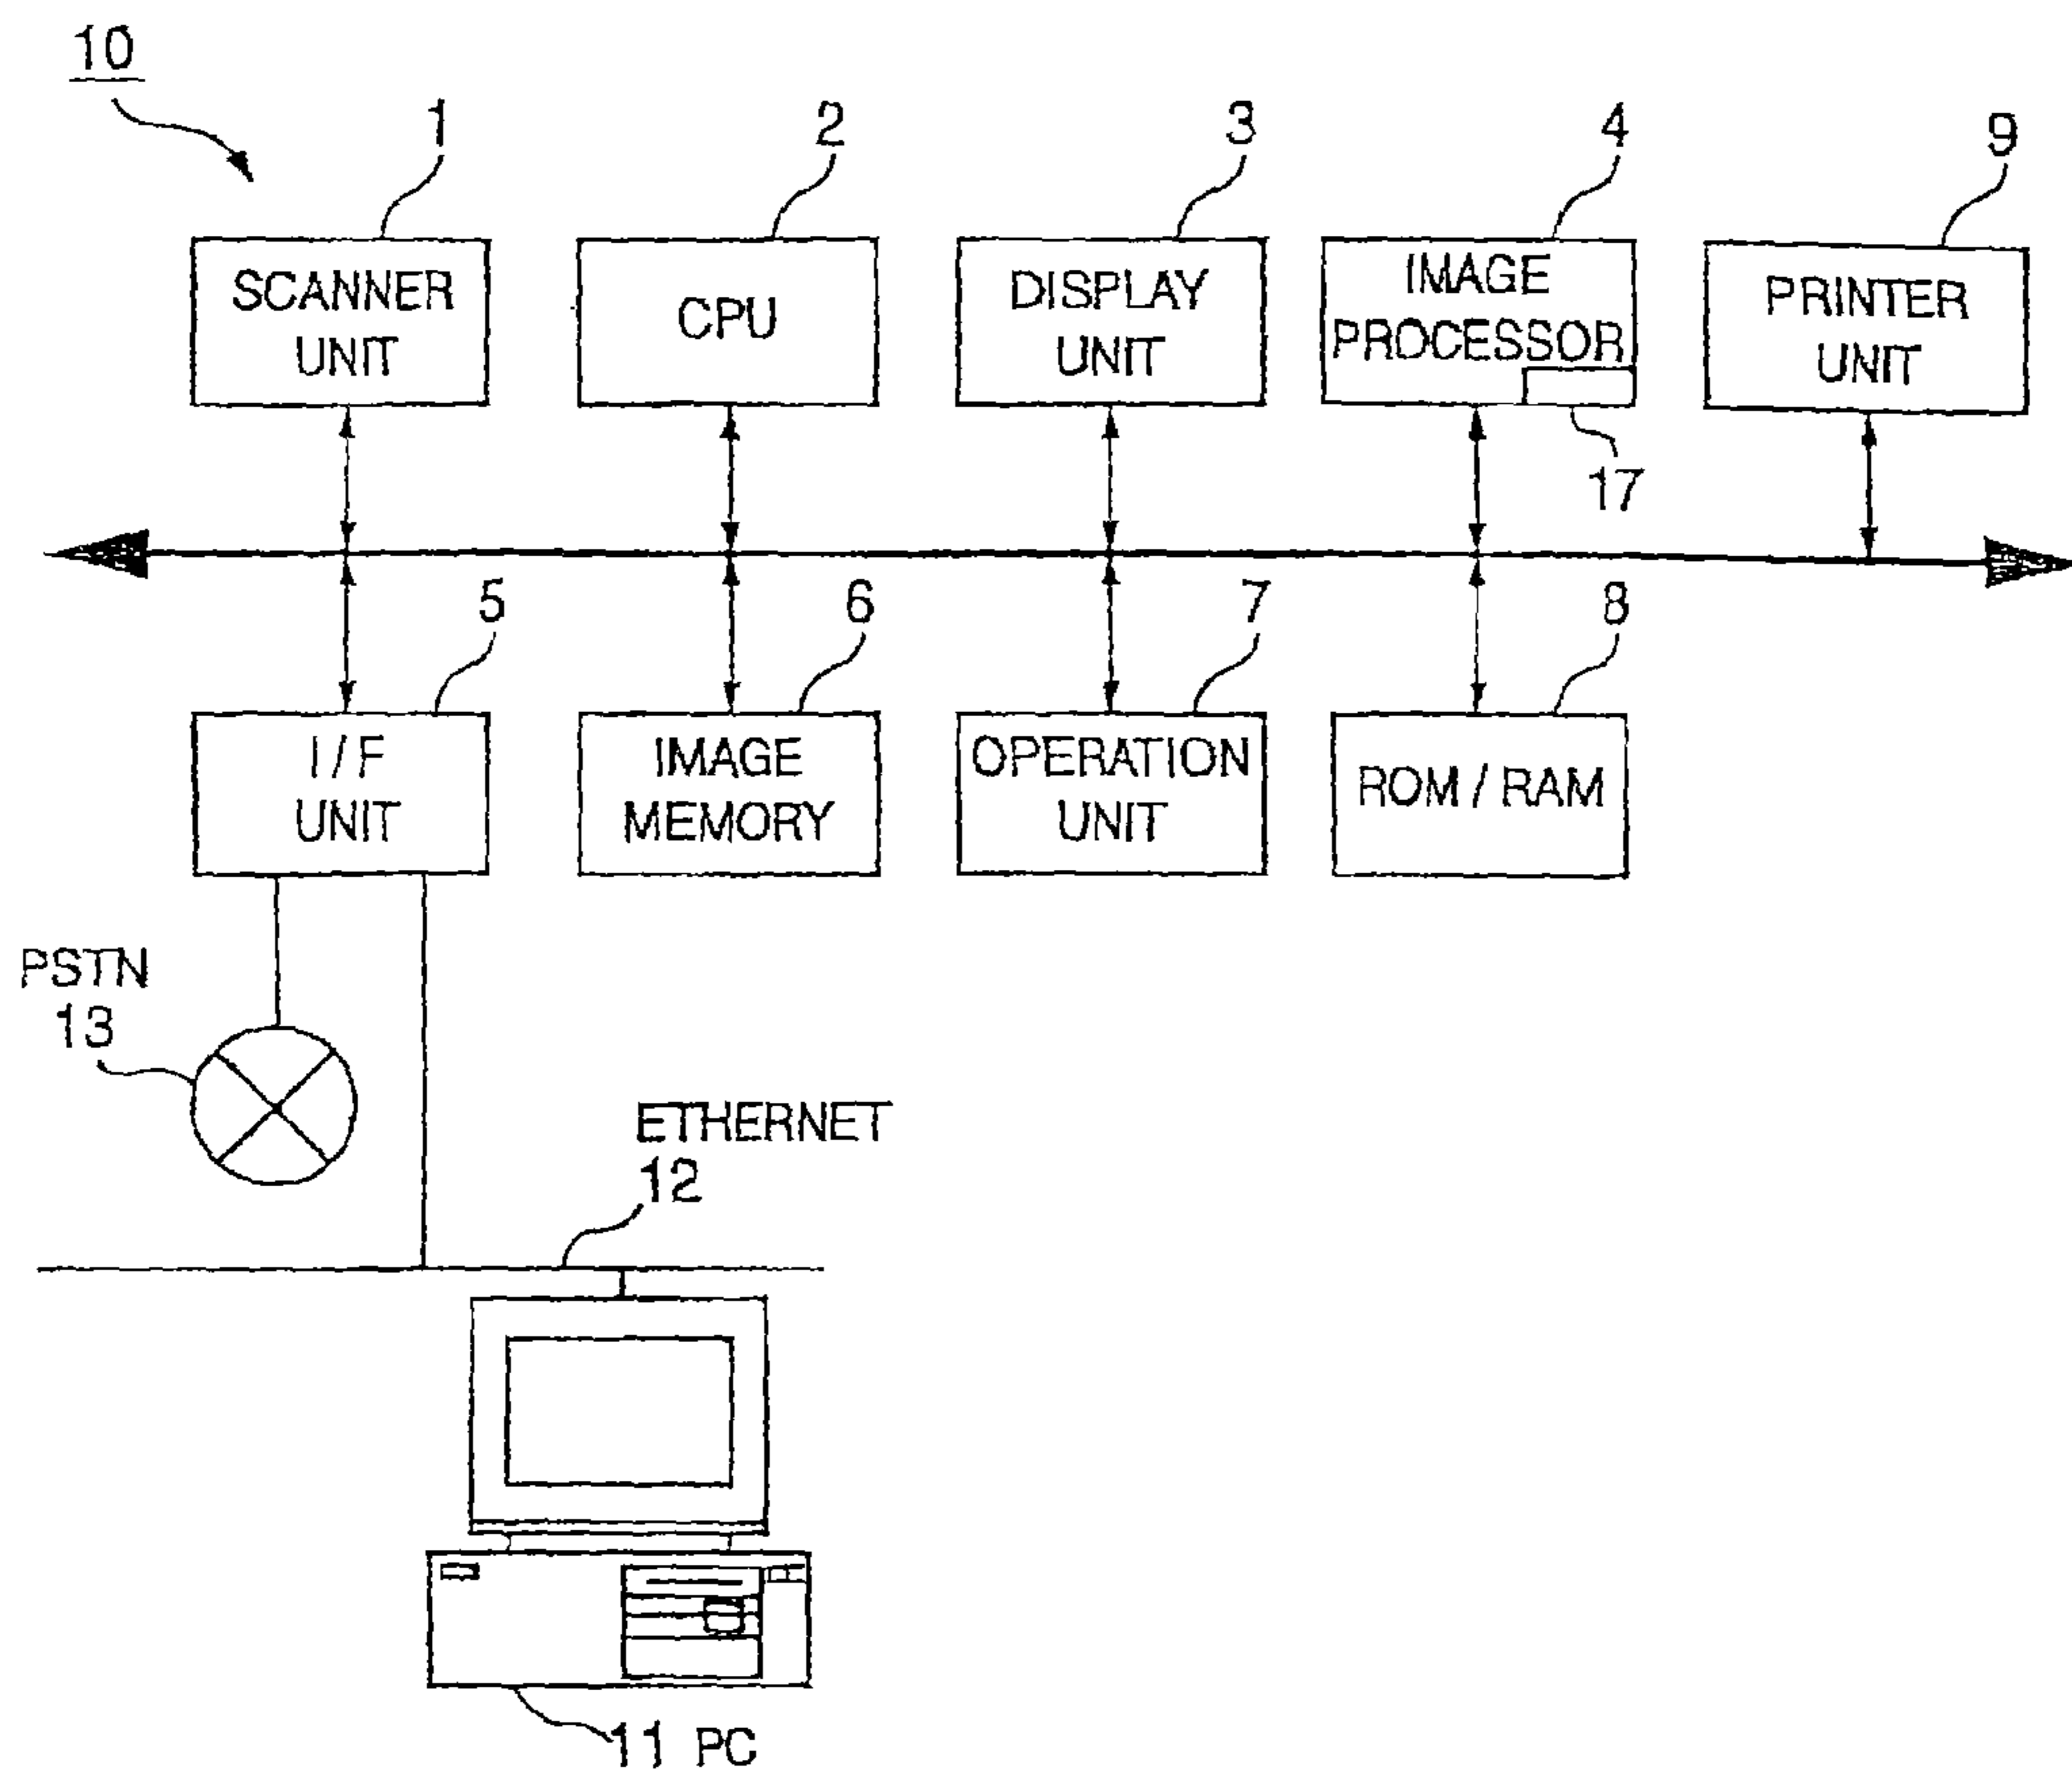 10
1
2
3
4
9
SCANNER
UNIT
CPU
DISPLAY
UNIT
IMAGE
PROCESSOR
PRINTER
UNIT
17
5
6
7
8
I/F
UNIT
IMAGE
MEMORY
OPERATION
UNIT
ROM/RAM
PSTN
13
ETHERNET
12
11 PC